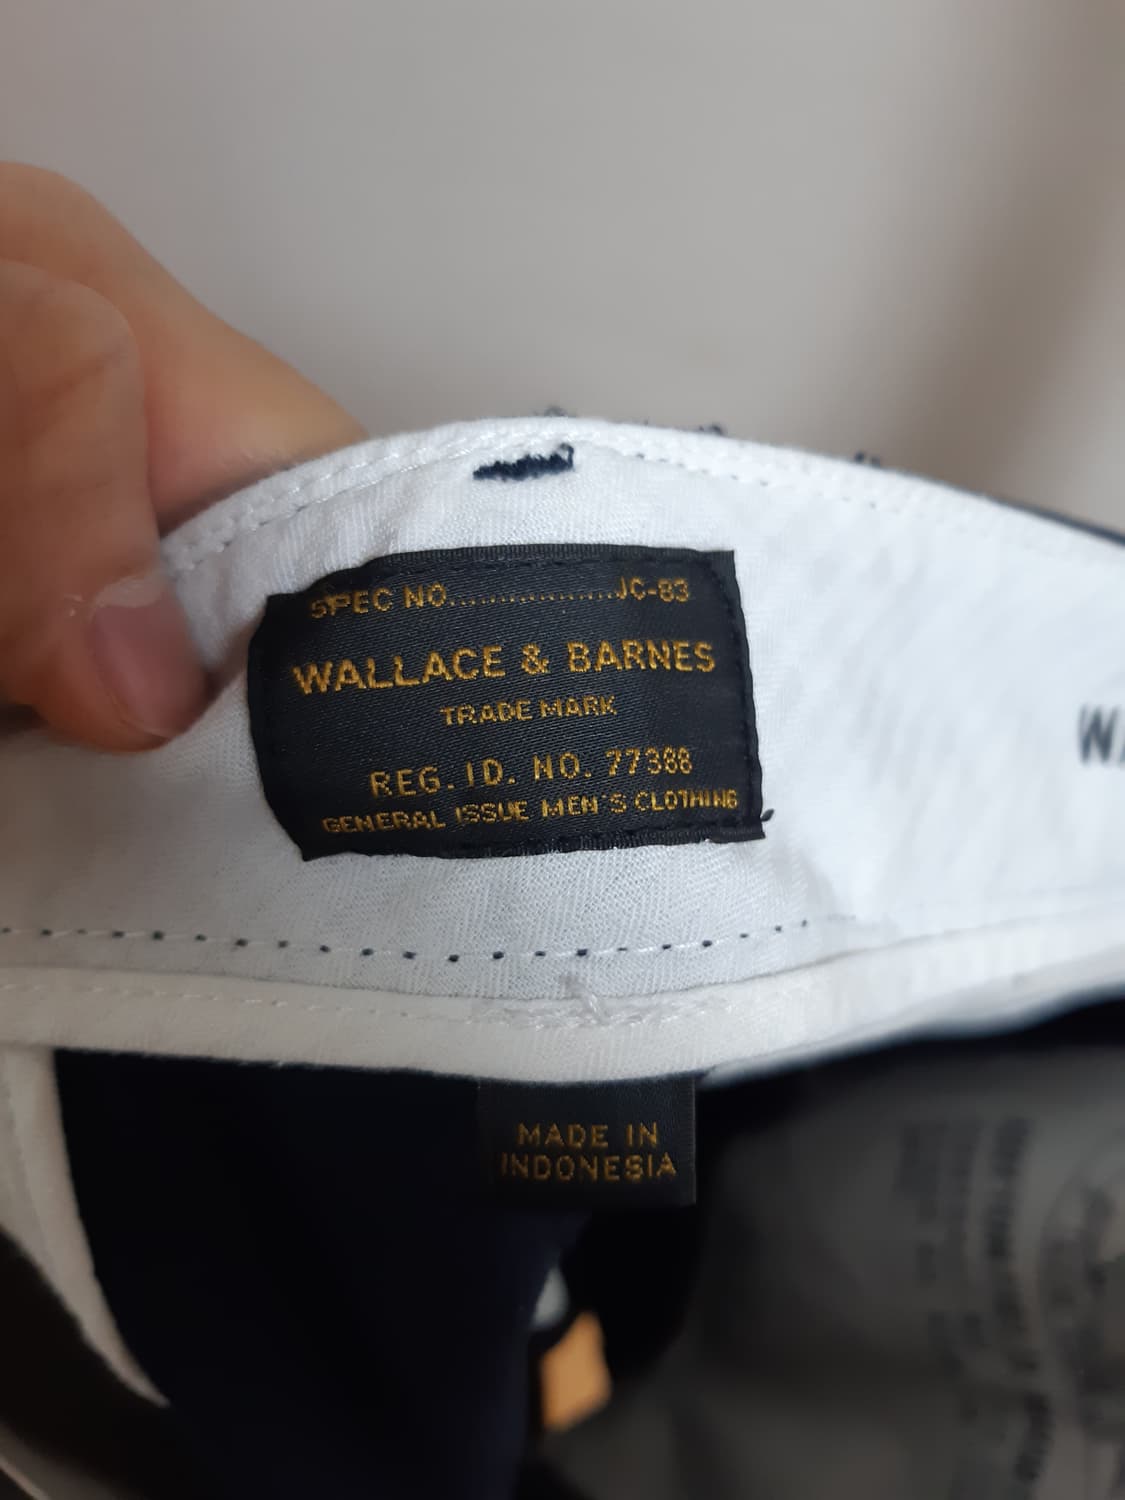 SPEC NO.................JC-83
WALLACE & BARNES
TRADE MARK
REG. ID. NO. 77388
GENERAL ISSUE MEN'S CLOTHING
MADE IN
INDONESIA